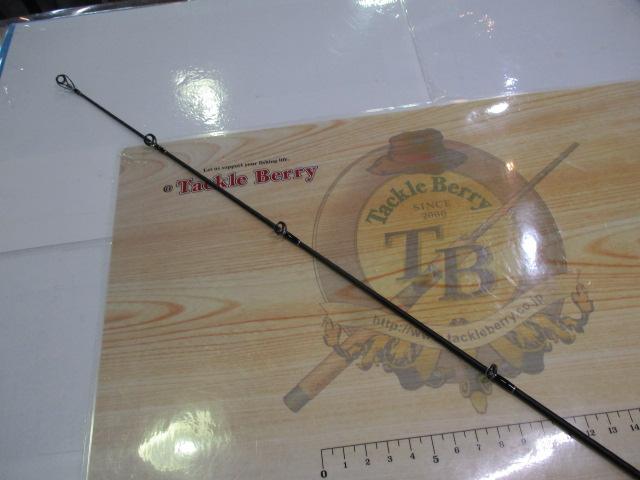 Let us support your fishing life.
@ Tackle Berry
Tackle Berry
SINCE
2000
TB
http://www.tackleberry.co.jp
0 1 2 3 4 5 6 7 8 9 10 11 12 13 14